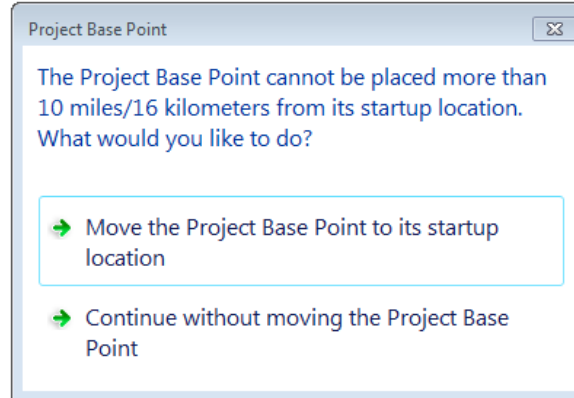 Project Base Point
The Project Base Point cannot be placed more than
10 miles/16 kilometers from its startup location.
What would you like to do?
Move the Project Base Point to its startup
location
Continue without moving the Project Base
Point